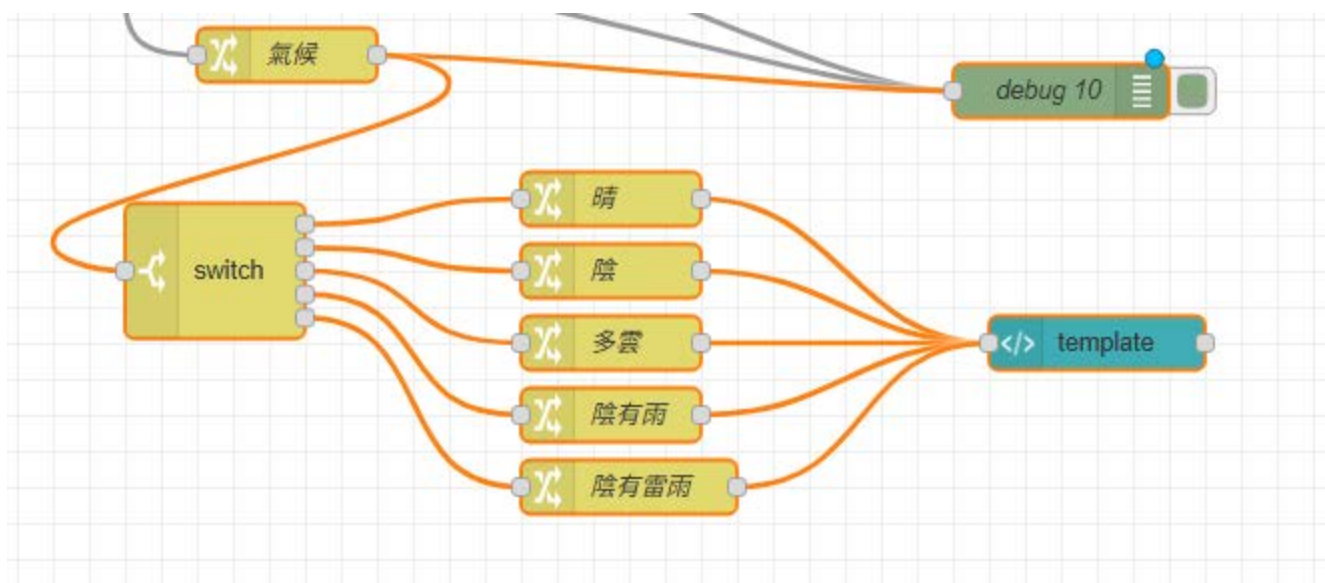 氣候
debug 10
switch
晴
陰
多雲
陰有雨
陰有雷雨
</> template